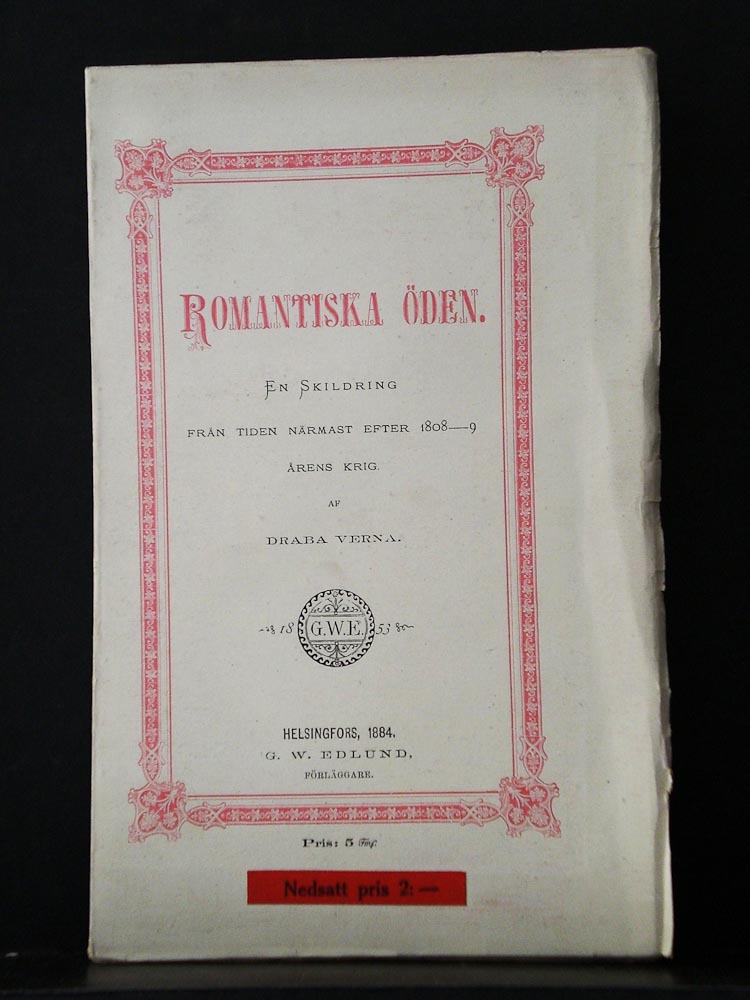 ROMANTISKA ÖDEN.
EN SKILDRING
FRÅN TIDEN NÄRMAST EFTER 1808—9
ÅRENS KRIG.
AF
DRABA VERNA.
18 G.W.E. 53
HELSINGFORS, 1884,
G. W. EDLUND,
FÖRLÄGGARE.
Pris: 5 Fmf.
Nedsatt pris 2: —